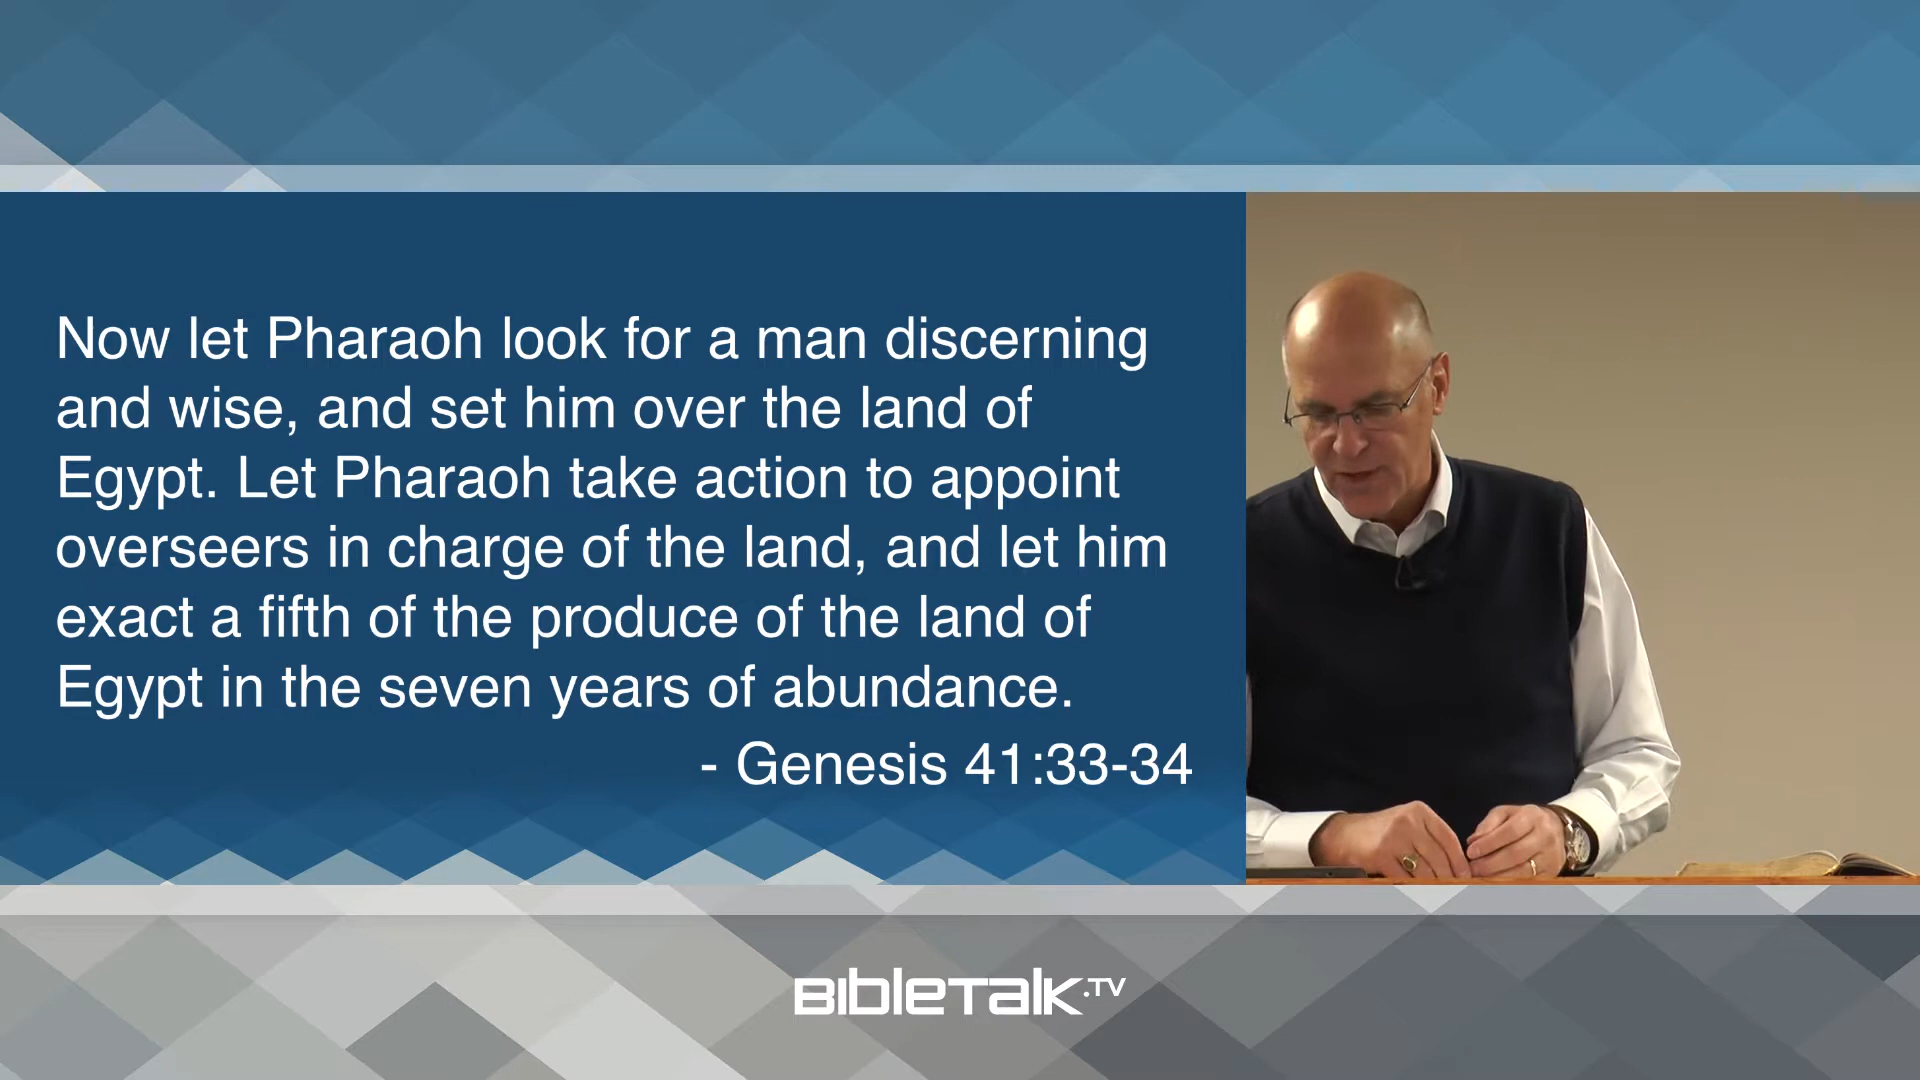 Now let Pharaoh look for a man discerning
and wise, and set him over the land of
Egypt. Let Pharaoh take action to appoint
overseers in charge of the land, and let him
exact a fifth of the produce of the land of
Egypt in the seven years of abundance.
- Genesis 41:33-34
BIBLETALK.TV